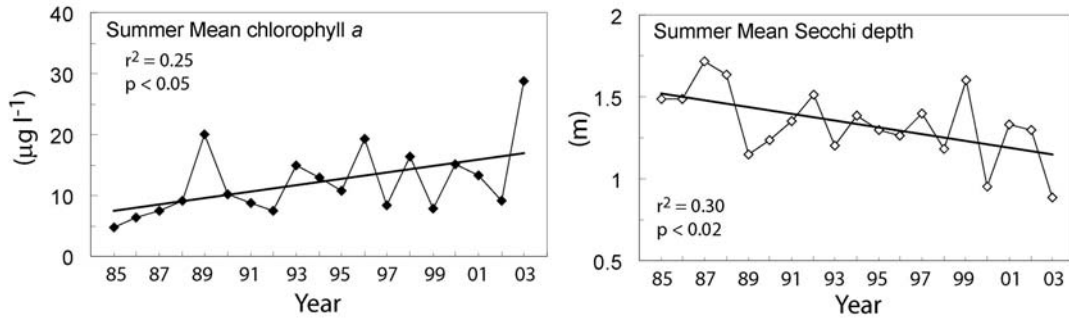 Summer Mean chlorophyll a
r² = 0.25
p < 0.05
40
30
20
10
0
(µg l⁻¹)
85 87 89 91 93 95 97 99 01 03
Year
Summer Mean Secchi depth
2
1.5
1
0.5
(m)
r² = 0.30
p < 0.02
85 87 89 91 93 95 97 99 01 03
Year